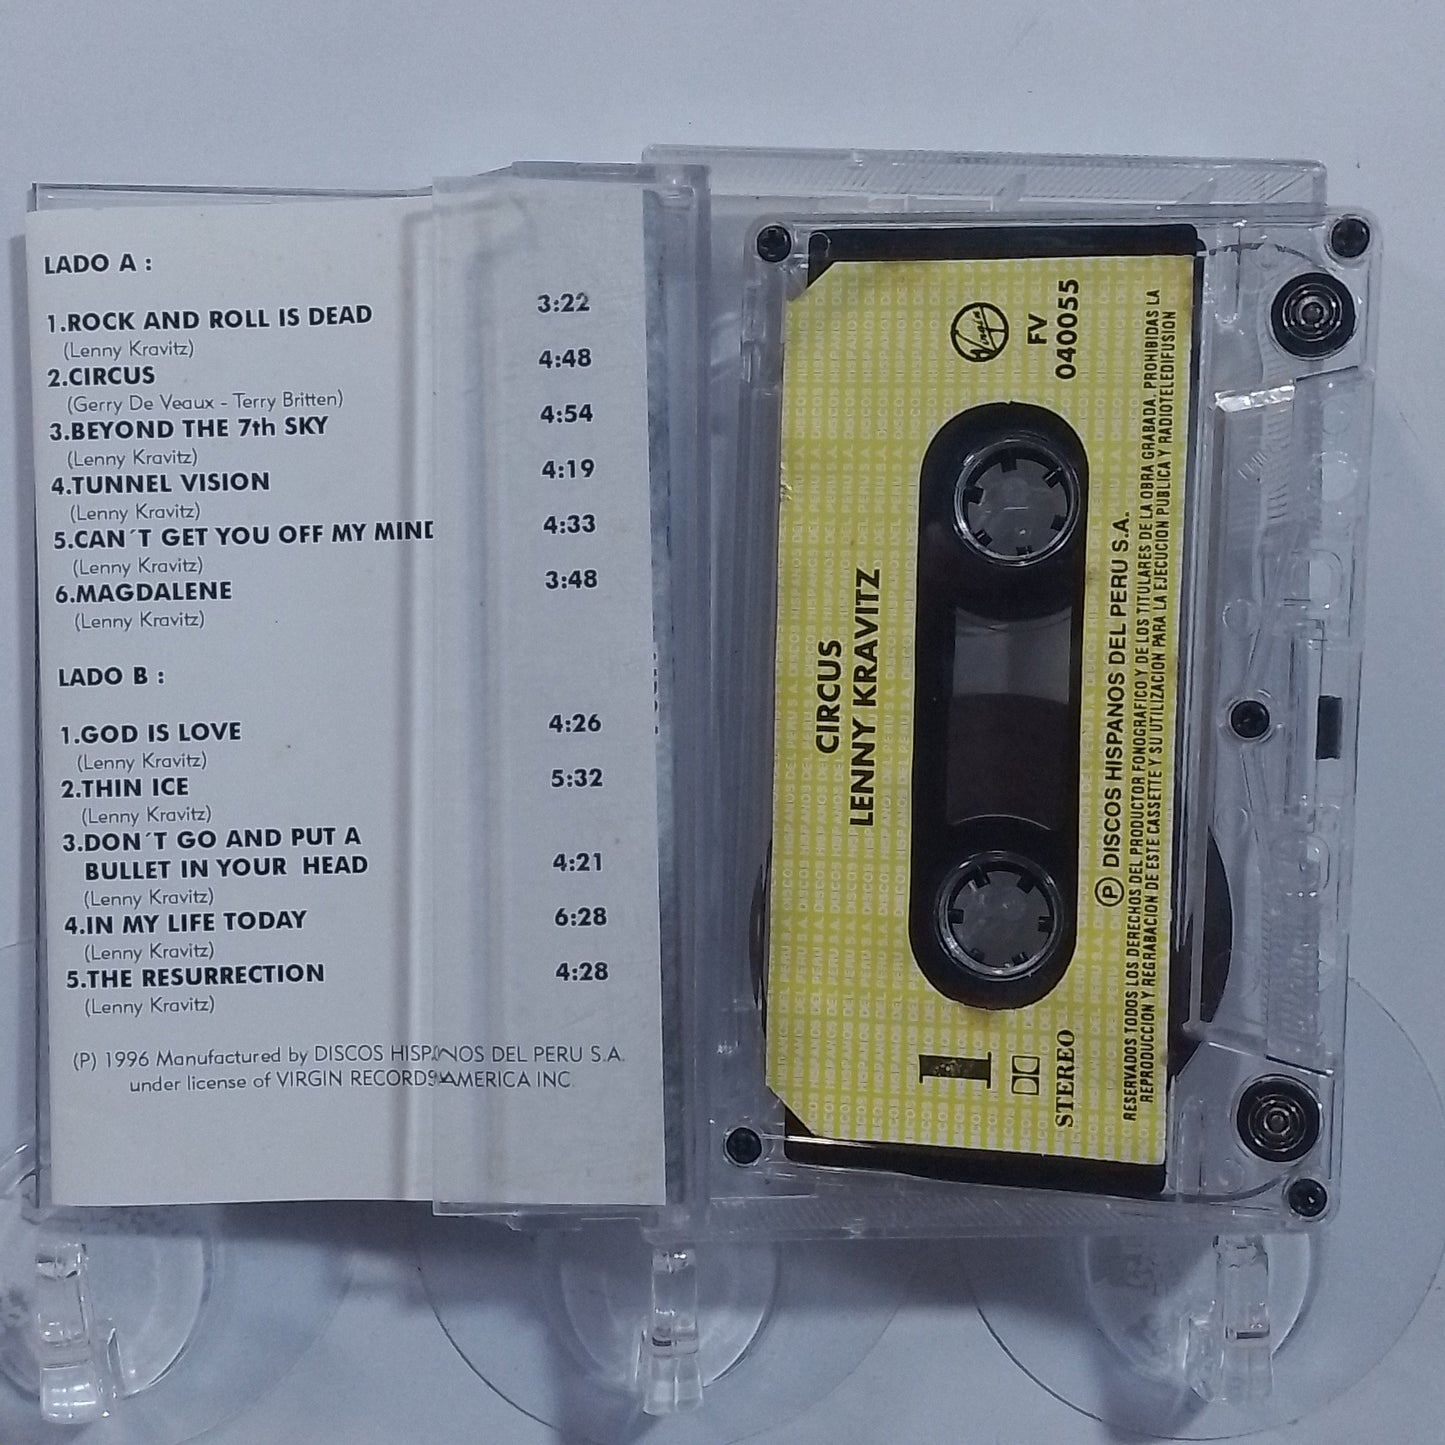 LADO A :
1.ROCK AND ROLL IS DEAD 3:22
(Lenny Kravitz)
2.CIRCUS 4:48
(Gerry De Veaux - Terry Britten)
3.BEYOND THE 7th SKY 4:54
(Lenny Kravitz)
4.TUNNEL VISION 4:19
(Lenny Kravitz)
5.CAN´T GET YOU OFF MY MIND 4:33
(Lenny Kravitz)
6.MAGDALENE 3:48
(Lenny Kravitz)
LADO B :
1.GOD IS LOVE 4:26
(Lenny Kravitz)
2.THIN ICE 5:32
(Lenny Kravitz)
3.DON´T GO AND PUT A
BULLET IN YOUR HEAD 4:21
(Lenny Kravitz)
4.IN MY LIFE TODAY 6:28
(Lenny Kravitz)
5.THE RESURRECTION 4:28
(Lenny Kravitz)
(P) 1996 Manufactured by DISCOS HISPANOS DEL PERU S.A.
under license of VIRGIN RECORDS AMERICA INC.
CIRCUS
LENNY KRAVITZ
Virgin
FV
040055
1
STEREO
Ⓟ DISCOS HISPANOS DEL PERU S.A.
RESERVADOS TODOS LOS DERECHOS DEL PRODUCTOR FONOGRAFICO Y DE LOS TITULARES DE LA OBRA GRABADA. PROHIBIDAS LA
REPRODUCCION Y REGRABACION DE ESTE CASSETTE Y SU UTILIZACION PARA LA EJECUCION PUBLICA Y RADIOTELEDIFUSION